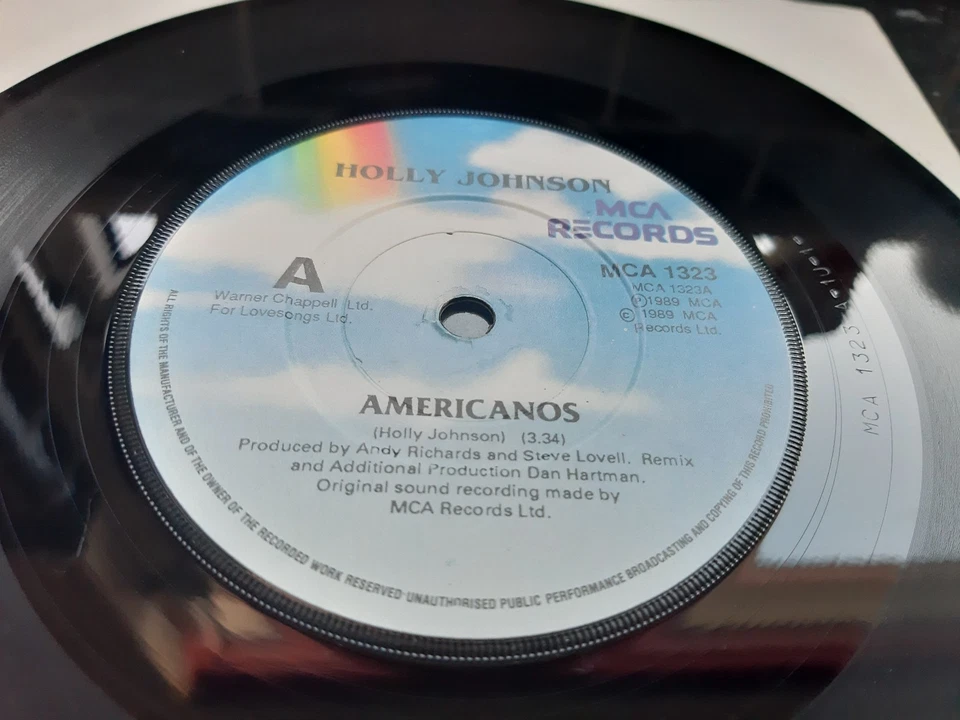 HOLLY JOHNSON
MCA
RECORDS
A
Warner Chappell Ltd.
For Lovesongs Ltd.
MCA 1323
MCA 1323A
℗1989 MCA
© 1989 MCA
Records Ltd.
AMERICANOS
(Holly Johnson) (3.34)
Produced by Andy Richards and Steve Lovell. Remix
and Additional Production Dan Hartman.
Original sound recording made by
MCA Records Ltd.
ALL RIGHTS OF THE MANUFACTURER AND OF THE OWNER OF THE RECORDED WORK RESERVED UNAUTHORISED PUBLIC PERFORMANCE BROADCASTING AND COPYING OF THIS RECORD PROHIBITED
MCA 1323